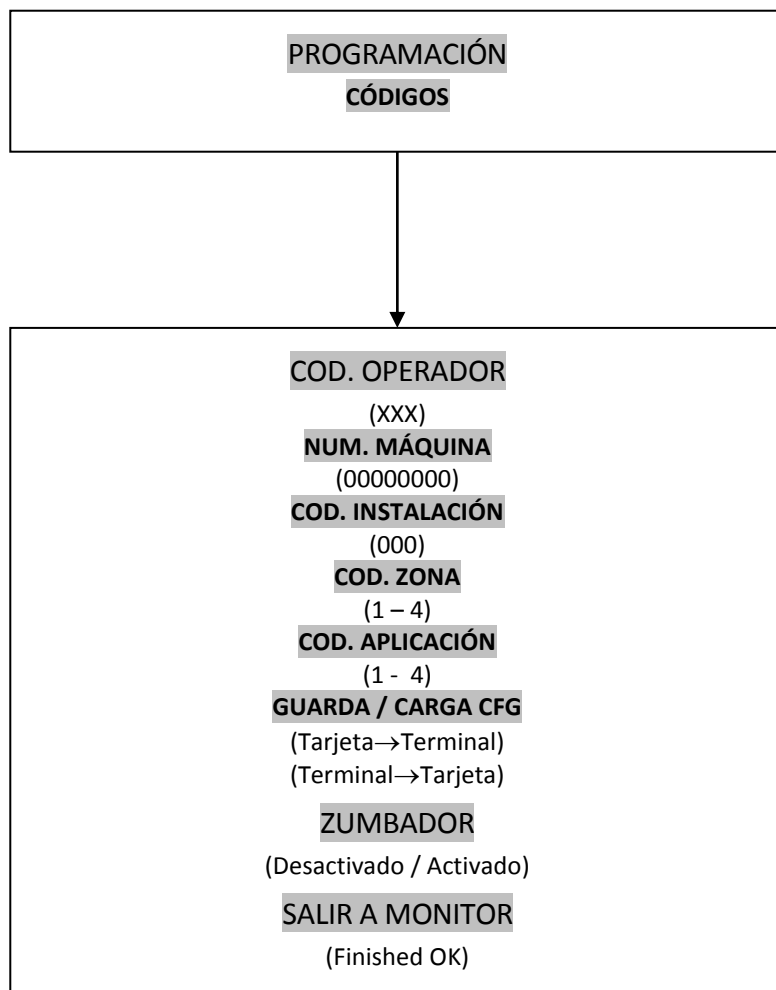 PROGRAMACIÓN
CÓDIGOS
COD. OPERADOR
(XXX)
NUM. MÁQUINA
(00000000)
COD. INSTALACIÓN
(000)
COD. ZONA
(1 – 4)
COD. APLICACIÓN
(1 - 4)
GUARDA / CARGA CFG
(Tarjeta→Terminal)
(Terminal→Tarjeta)
ZUMBADOR
(Desactivado / Activado)
SALIR A MONITOR
(Finished OK)